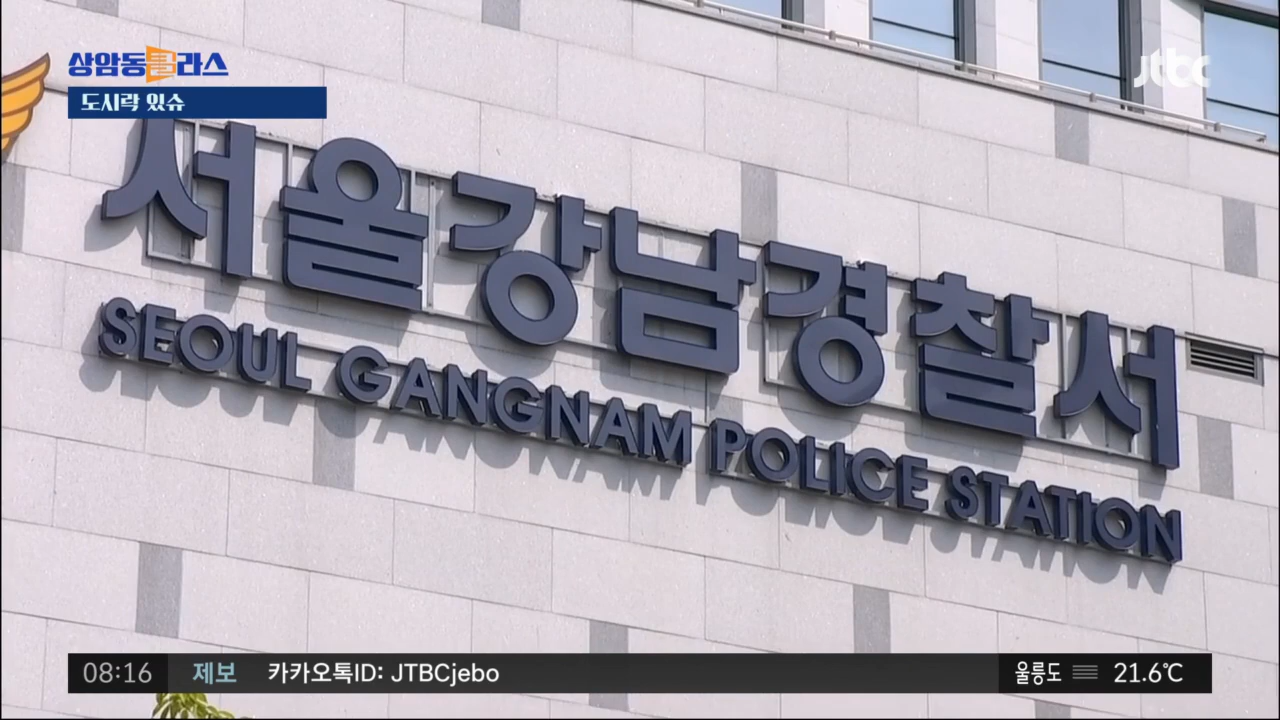 상암동클라스
jtbc
도시락 있슈
서울강남경찰서
SEOUL GANGNAM POLICE STATION
08:16 제보 카카오톡ID: JTBCjebo 울릉도 21.6℃